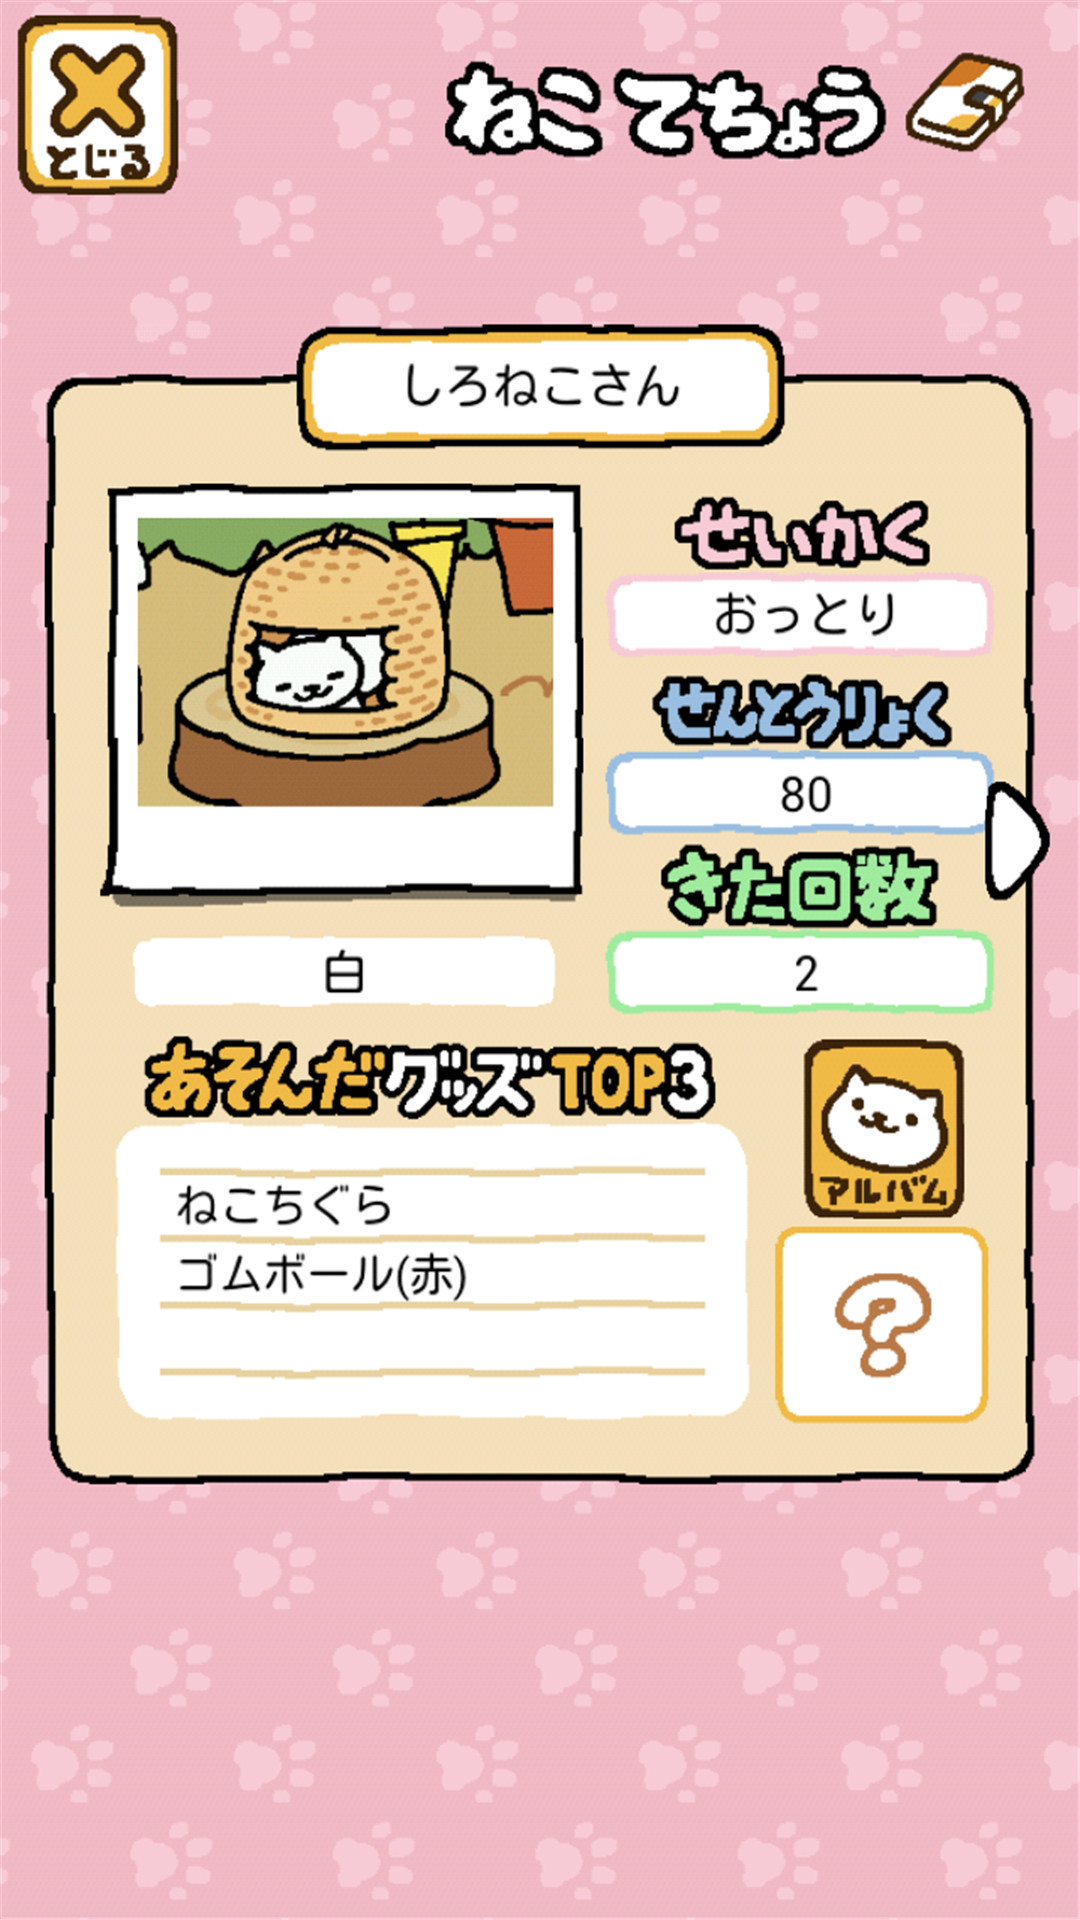 とじる
ねこてちょう
しろねこさん
せいかく
おっとり
せんとうりょく
80
きた回数
2
白
あそんだグッズTOP3
ねこちぐら
ゴムボール(赤)
アルバム
?